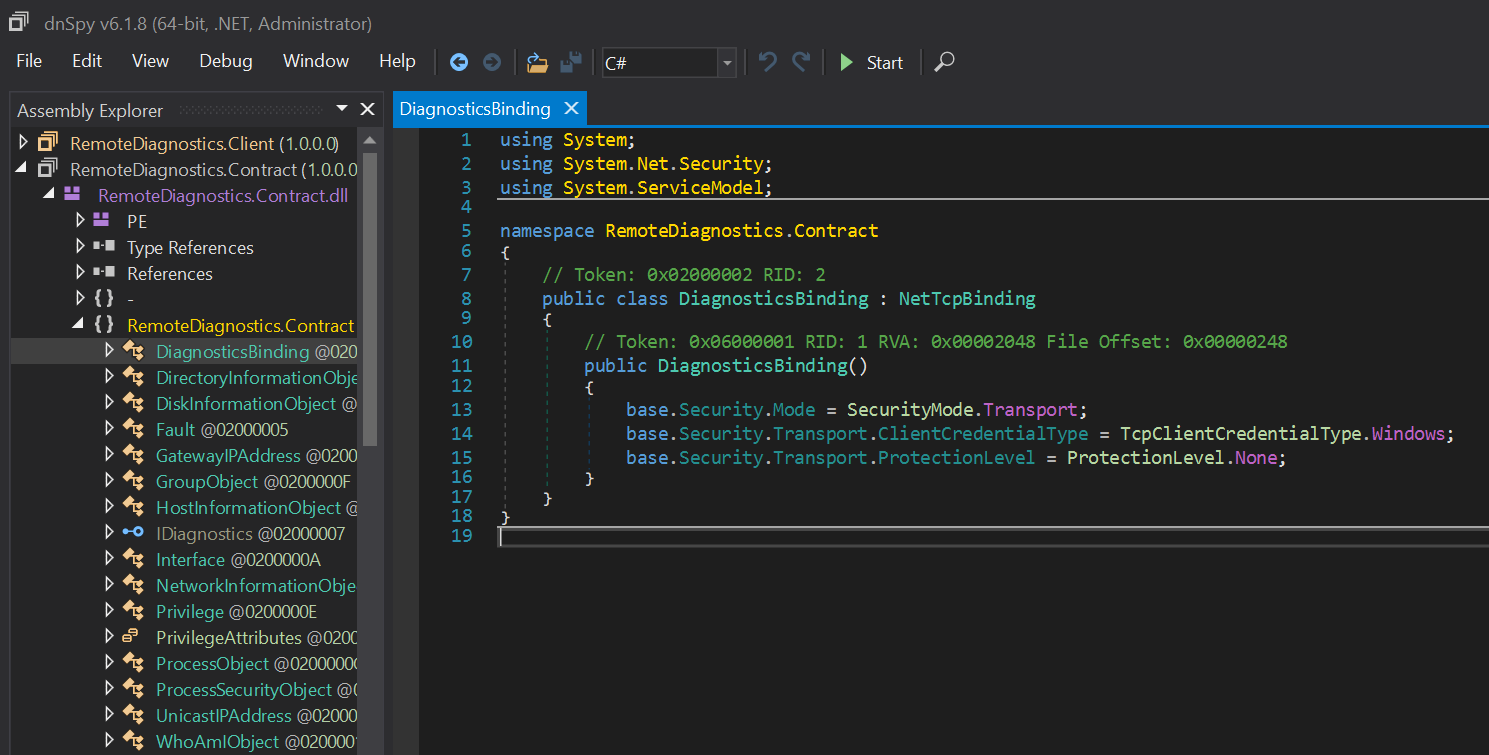 dnSpy v6.1.8 (64-bit, .NET, Administrator)
File Edit View Debug Window Help C# Start
Assembly Explorer
RemoteDiagnostics.Client (1.0.0.0)
RemoteDiagnostics.Contract (1.0.0.0
RemoteDiagnostics.Contract.dll
PE
Type References
References
{ } -
{ } RemoteDiagnostics.Contract
DiagnosticsBinding @020
DirectoryInformationObje
DiskInformationObject @
Fault @02000005
GatewayIPAddress @0200
GroupObject @0200000F
HostInformationObject @
IDiagnostics @02000007
Interface @0200000A
NetworkInformationObje
Privilege @0200000E
PrivilegeAttributes @0200
ProcessObject @0200000C
ProcessSecurityObject @0
UnicastIPAddress @02000
WhoAmIObject @0200001
DiagnosticsBinding
1 using System;
2 using System.Net.Security;
3 using System.ServiceModel;
4
5 namespace RemoteDiagnostics.Contract
6 {
7 // Token: 0x02000002 RID: 2
8 public class DiagnosticsBinding : NetTcpBinding
9 {
10 // Token: 0x06000001 RID: 1 RVA: 0x00002048 File Offset: 0x00000248
11 public DiagnosticsBinding()
12 {
13 base.Security.Mode = SecurityMode.Transport;
14 base.Security.Transport.ClientCredentialType = TcpClientCredentialType.Windows;
15 base.Security.Transport.ProtectionLevel = ProtectionLevel.None;
16 }
17 }
18 }
19